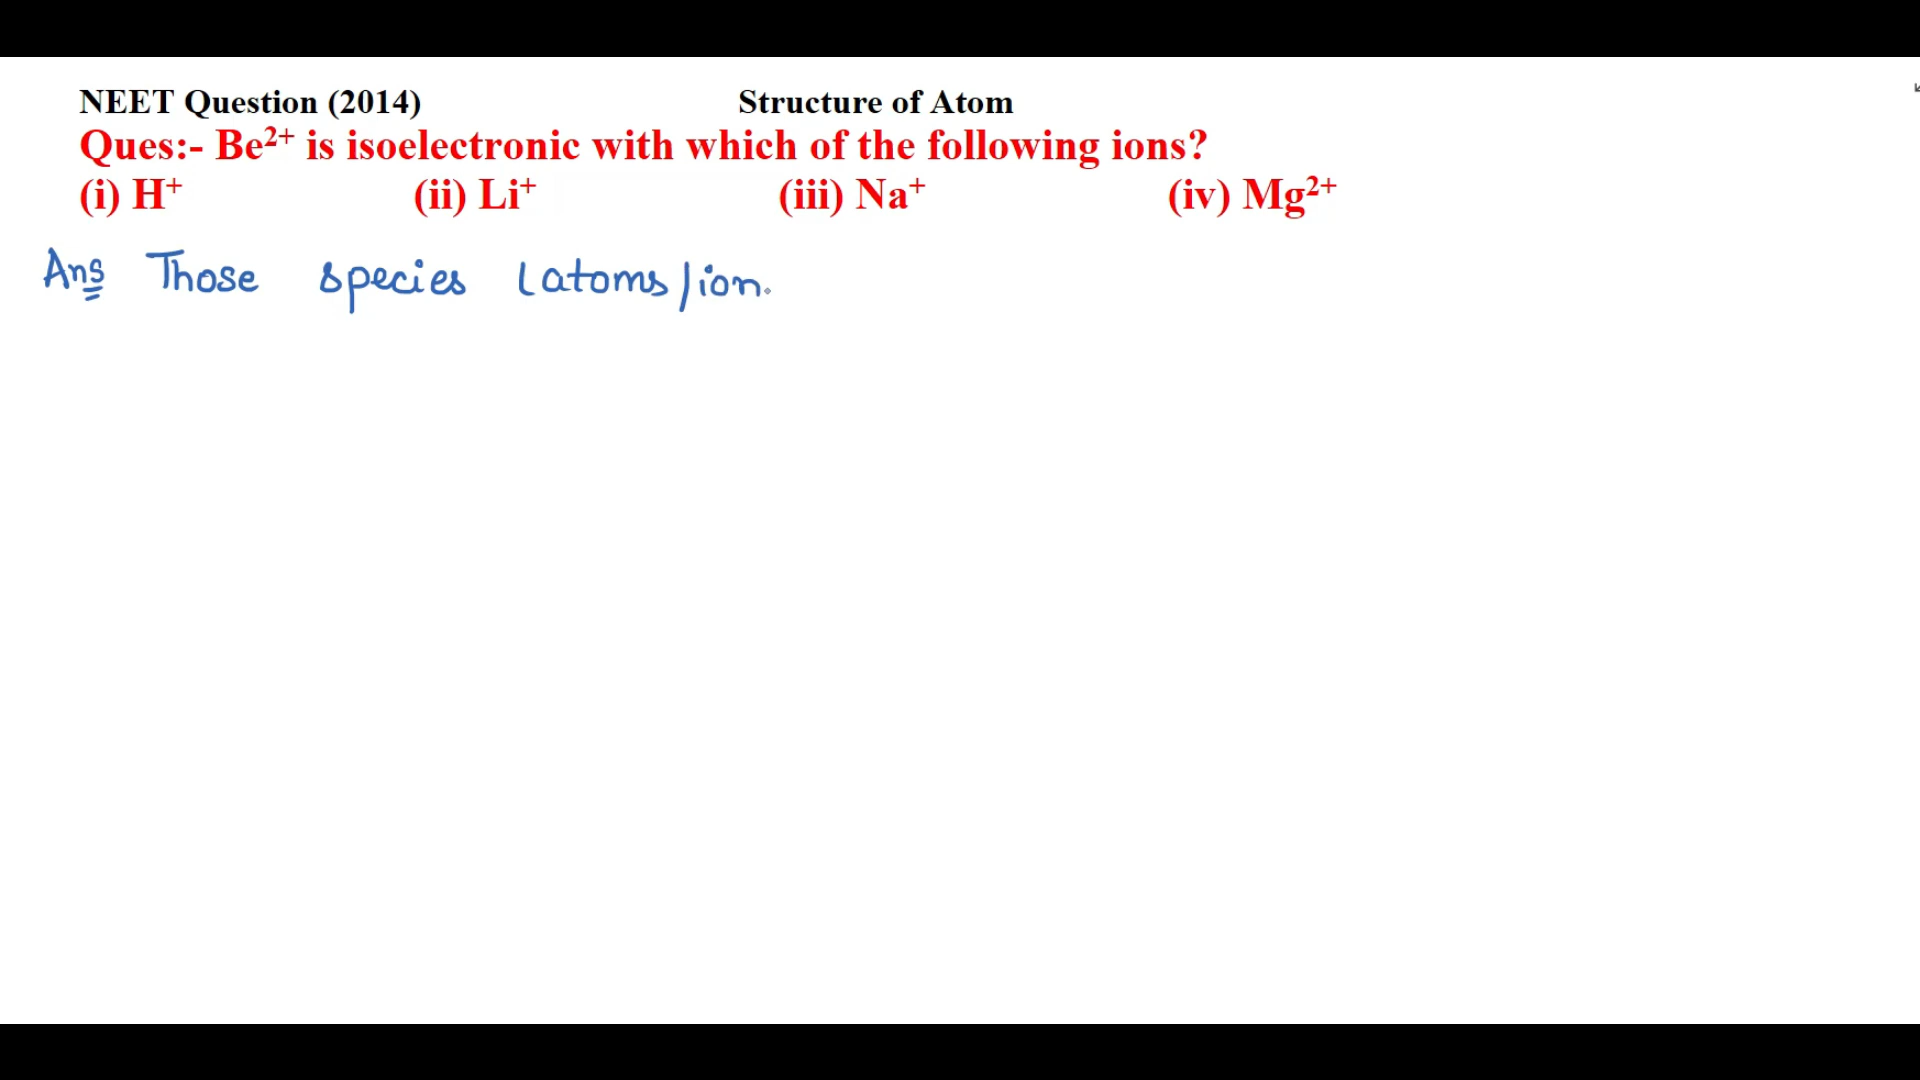 NEET Question (2014) Structure of Atom
Ques:- Be²⁺ is isoelectronic with which of the following ions?
(i) H⁺ (ii) Li⁺ (iii) Na⁺ (iv) Mg²⁺
Ans Those species (atoms/ion